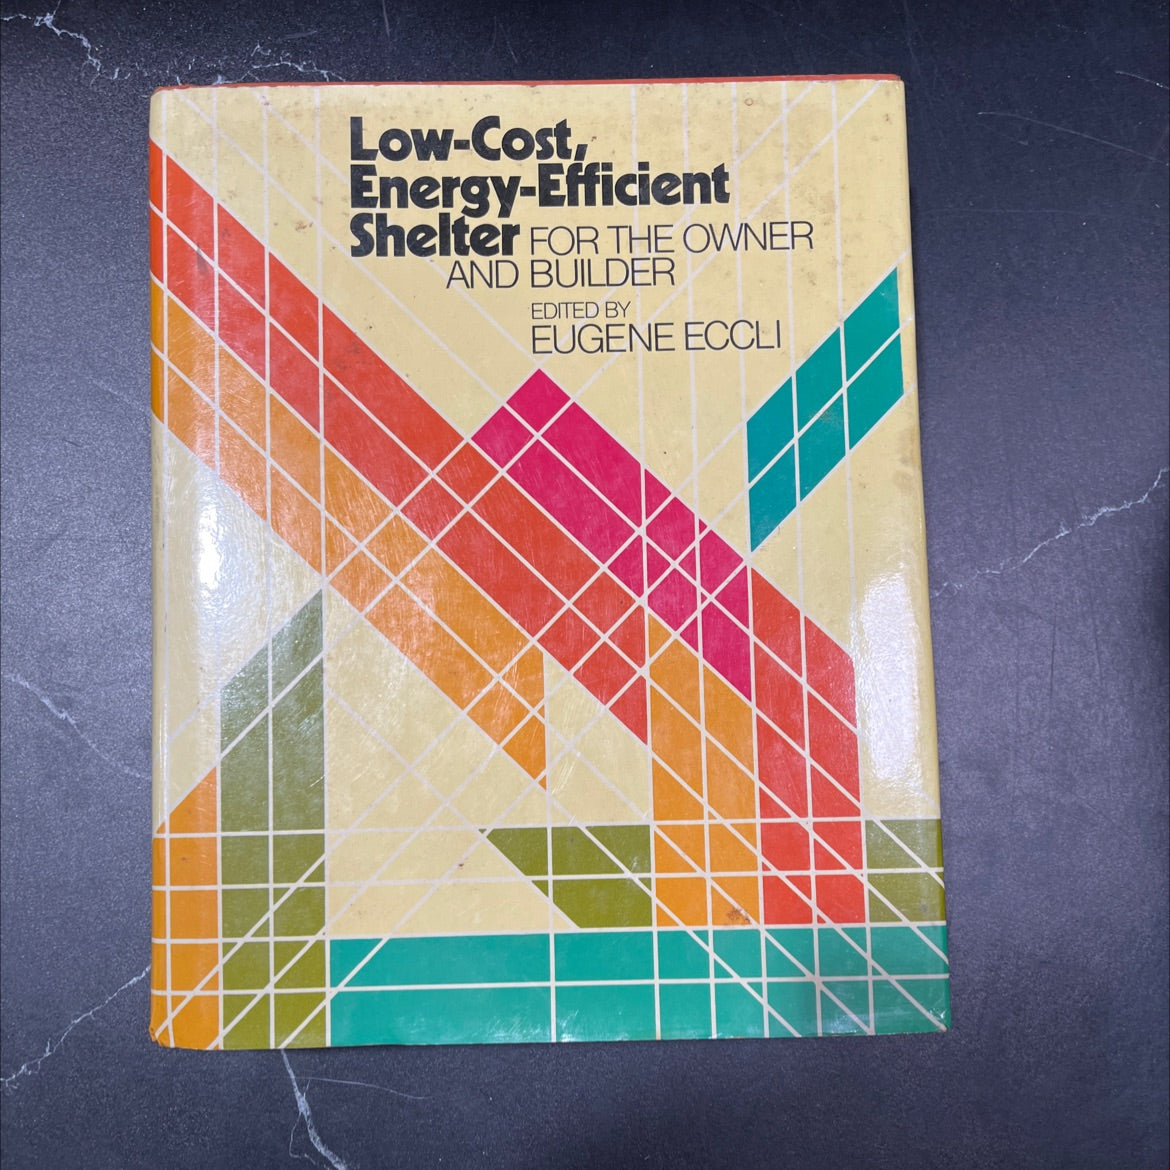 Low-Cost,
Energy-Efficient
Shelter FOR THE OWNER
AND BUILDER
EDITED BY
EUGENE ECCLI